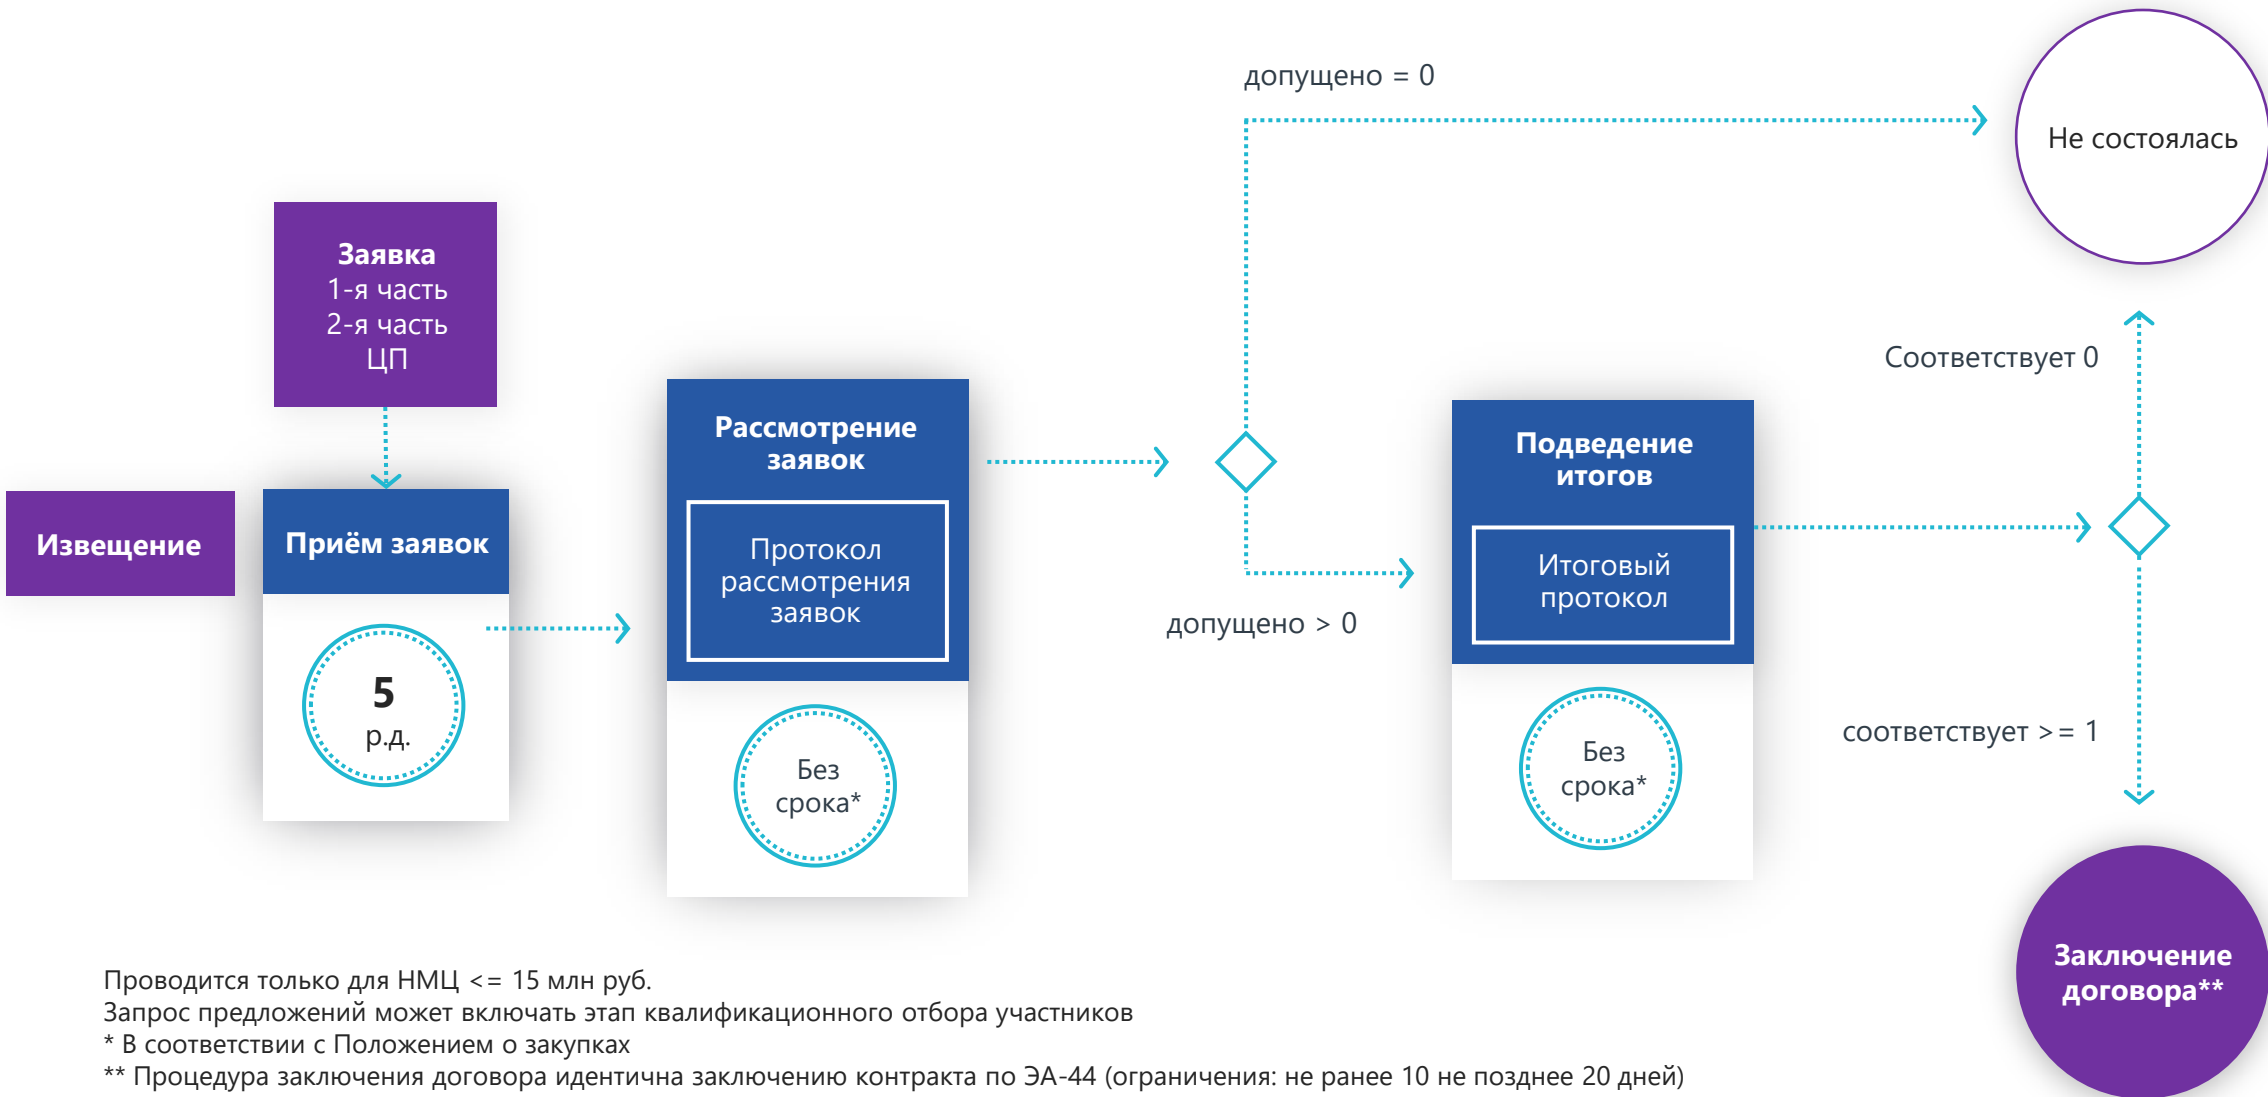 допущено = 0
Не состоялась
Заявка
1-я часть
2-я часть
ЦП
Соответствует 0
Рассмотрение
заявок
Подведение
итогов
Извещение
Приём заявок
Протокол
рассмотрения
заявок
Итоговый
протокол
допущено > 0
5
р.д.
Без
срока*
Без
срока*
соответствует >= 1
Заключение
договора**
Проводится только для НМЦ <= 15 млн руб.
Запрос предложений может включать этап квалификационного отбора участников
* В соответствии с Положением о закупках
** Процедура заключения договора идентична заключению контракта по ЭА-44 (ограничения: не ранее 10 не позднее 20 дней)